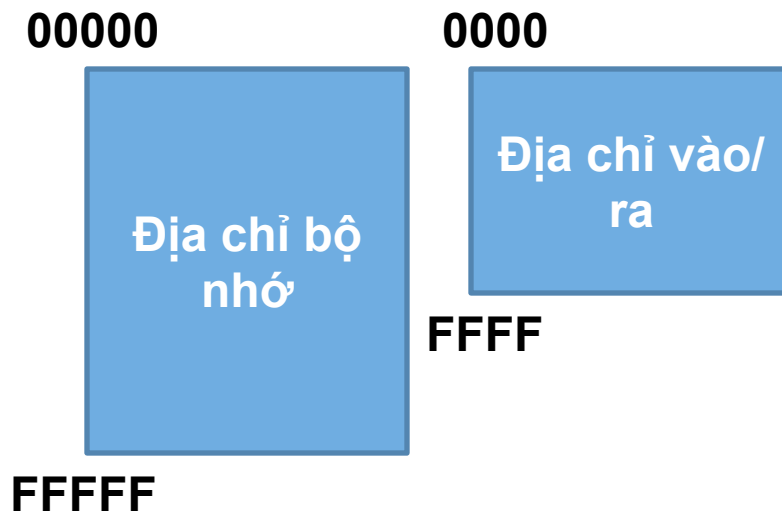 00000
Địa chỉ bộ
nhớ
FFFFF
0000
Địa chỉ vào/
ra
FFFF